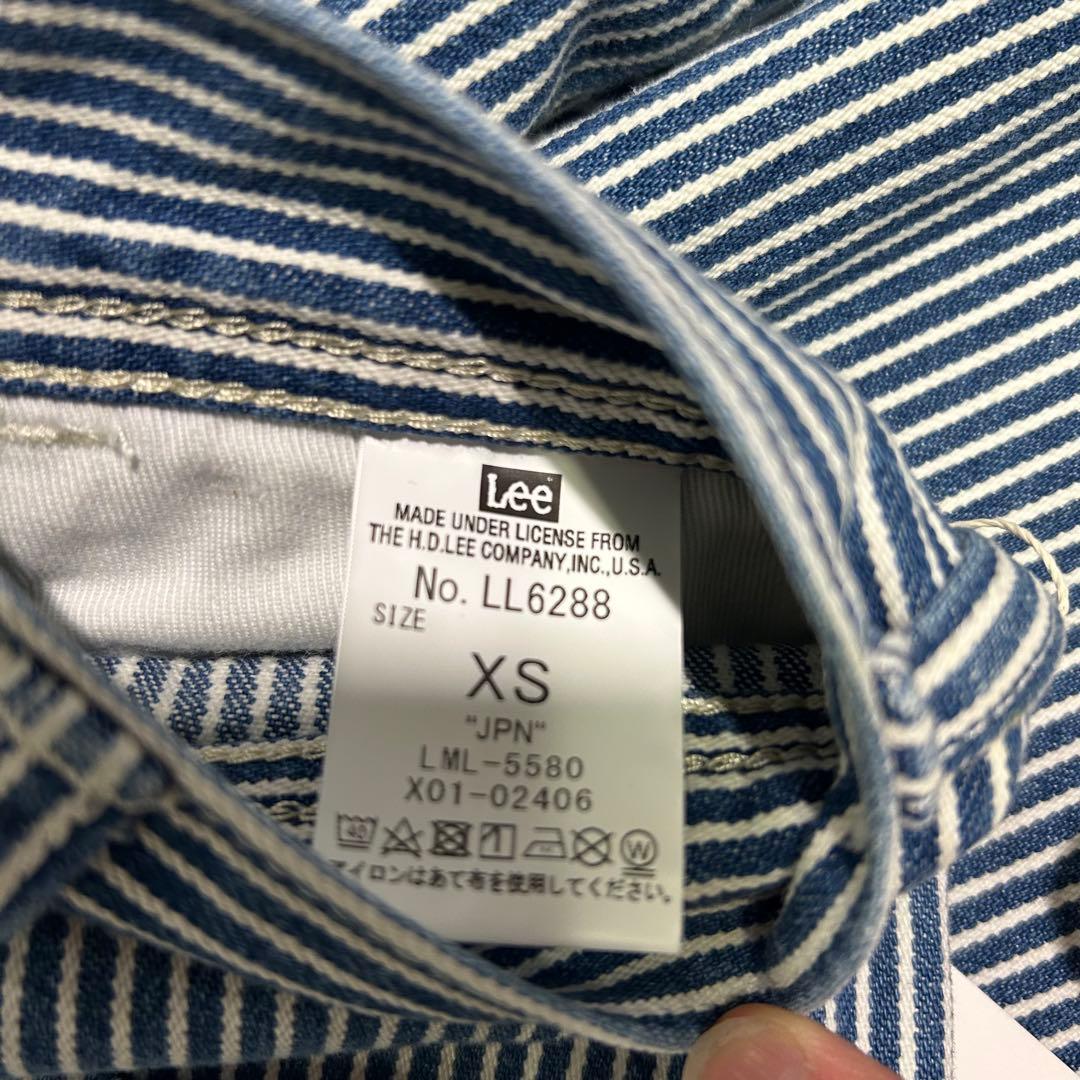 Lee
MADE UNDER LICENSE FROM
THE H.D.LEE COMPANY,INC.,U.S.A.
No. LL6288
SIZE
XS
"JPN"
LML-5580
X01-02406
40 W
アイロンはあて布を使用してください。